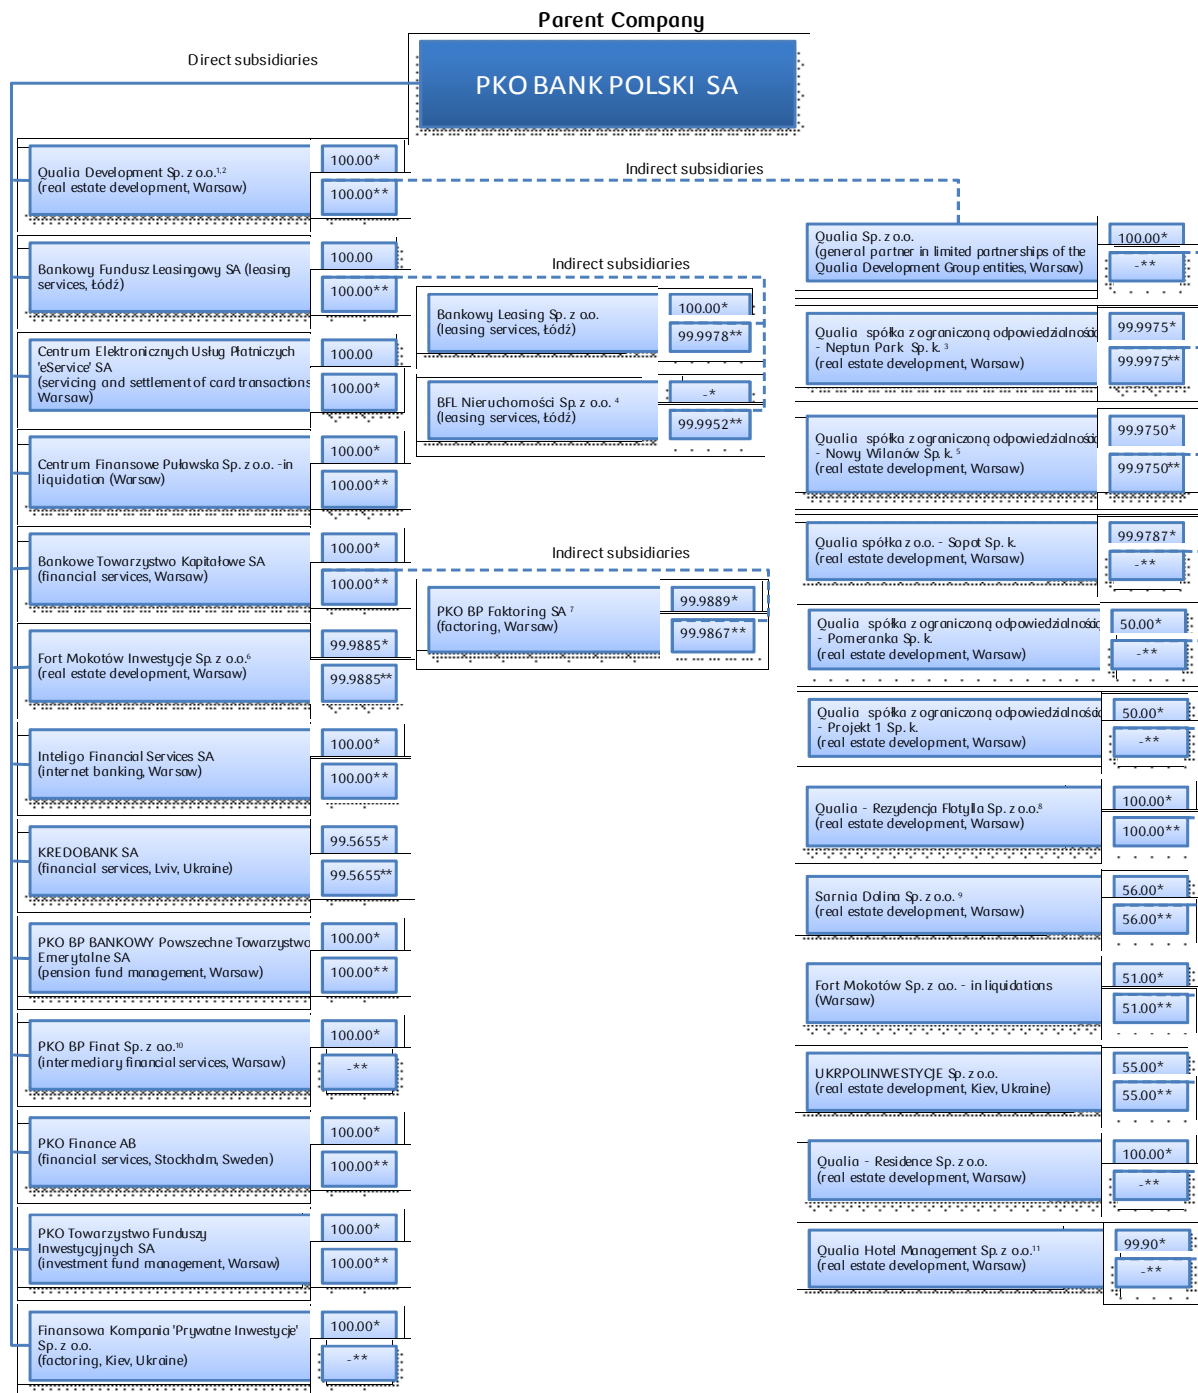 Parent Company
Direct subsidiaries
PKO BANK POLSKI SA
Qualia Development Sp. z o.o.¹,²
(real estate development, Warsaw)
100.00*
100.00**
Bankowy Fundusz Leasingowy SA (leasing
services, Łódź)
100.00
100.00**
Centrum Elektronicznych Usług Płatniczych
'eService' SA
(servicing and settlement of card transactions
Warsaw)
100.00
100.00*
Centrum Finansowe Puławska Sp. z o.o. -in
liquidation (Warsaw)
100.00*
100.00**
Bankowe Towarzystwo Kapitałowe SA
(financial services, Warsaw)
100.00*
100.00**
Fort Mokotów Inwestycje Sp. z o.o.⁶
(real estate development, Warsaw)
99.9885*
99.9885**
Inteligo Financial Services SA
(internet banking, Warsaw)
100.00*
100.00**
KREDOBANK SA
(financial services, Lviv, Ukraine)
99.5655*
99.5655**
PKO BP BANKOWY Powszechne Towarzystwo
Emerytalne SA
(pension fund management, Warsaw)
100.00*
100.00**
PKO BP Finat Sp. z o.o.¹⁰
(intermediary financial services, Warsaw)
100.00*
-**
PKO Finance AB
(financial services, Stockholm, Sweden)
100.00*
100.00**
PKO Towarzystwo Funduszy
Inwestycyjnych SA
(investment fund management, Warsaw)
100.00*
100.00**
Finansowa Kompania 'Prywatne Inwestycje'
Sp. z o.o.
(factoring, Kiev, Ukraine)
100.00*
-**
Indirect subsidiaries
Bankowy Leasing Sp. z o.o.
(leasing services, Łódź)
100.00*
99.9978**
BFL Nieruchomości Sp. z o.o. ⁴
(leasing services, Łódź)
-*
99.9952**
Indirect subsidiaries
PKO BP Faktoring SA ⁷
(factoring, Warsaw)
99.9889*
99.9867**
Indirect subsidiaries
Qualia Sp. z o.o.
(general partner in limited partnerships of the
Qualia Development Group entities, Warsaw)
100.00*
-**
Qualia spółka z ograniczoną odpowiedzialnością
- Neptun Park Sp. k. ³
(real estate development, Warsaw)
99.9975*
99.9975**
Qualia spółka z ograniczoną odpowiedzialnością
- Nowy Wilanów Sp. k. ⁵
(real estate development, Warsaw)
99.9750*
99.9750**
Qualia spółka z o.o. - Sopot Sp. k.
(real estate development, Warsaw)
99.9787*
-**
Qualia spółka z ograniczoną odpowiedzialnością
- Pomeranka Sp. k.
(real estate development, Warsaw)
50.00*
-**
Qualia spółka z ograniczoną odpowiedzialnością
- Projekt 1 Sp. k.
(real estate development, Warsaw)
50.00*
-**
Qualia - Rezydencja Flotylla Sp. z o.o.⁸
(real estate development, Warsaw)
100.00*
100.00**
Sarnia Dolina Sp. z o.o. ⁹
(real estate development, Warsaw)
56.00*
56.00**
Fort Mokotów Sp. z o.o. - in liquidations
(Warsaw)
51.00*
51.00**
UKRPOLINWESTYCJE Sp. z o.o.
(real estate development, Kiev, Ukraine)
55.00*
55.00**
Qualia - Residence Sp. z o.o.
(real estate development, Warsaw)
100.00*
-**
Qualia Hotel Management Sp. z o.o.¹¹
(real estate development, Warsaw)
99.90*
-**